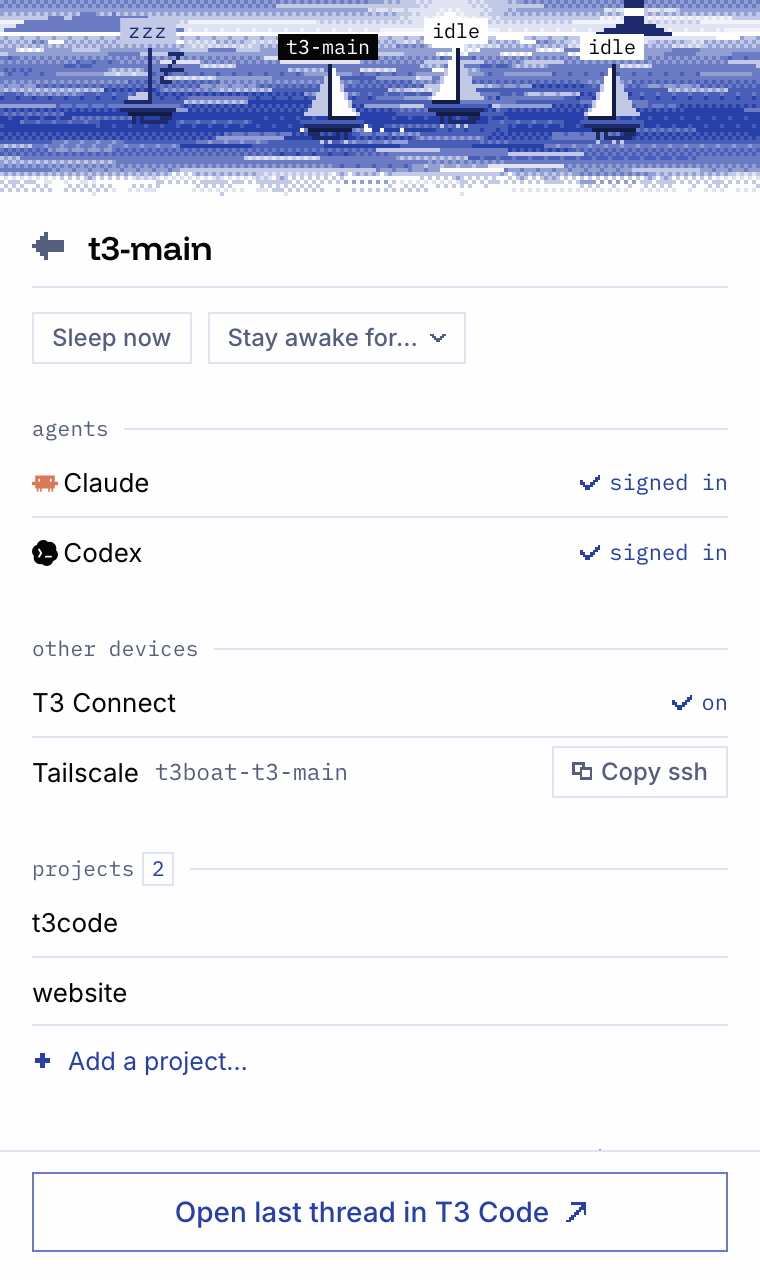 zzz
t3-main
idle
idle
t3-main
Sleep now
Stay awake for...
agents
Claude
signed in
Codex
signed in
other devices
T3 Connect
on
Tailscale t3boat-t3-main
Copy ssh
projects 2
t3code
website
Add a project...
Open last thread in T3 Code